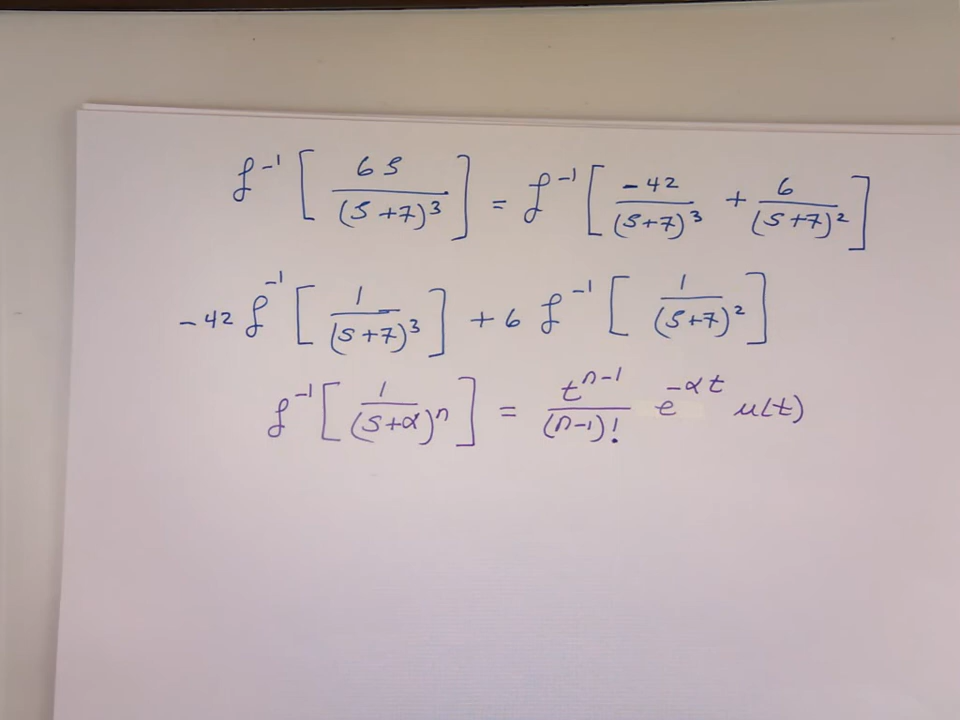 ℒ⁻¹ [ 6s / (s+7)³ ] = ℒ⁻¹ [ -42 / (s+7)³ + 6 / (s+7)² ]
-42 ℒ⁻¹ [ 1 / (s+7)³ ] + 6 ℒ⁻¹ [ 1 / (s+7)² ]
ℒ⁻¹ [ 1 / (s+α)ⁿ ] = tⁿ⁻¹ / (n-1)! e^(-αt) u(t)